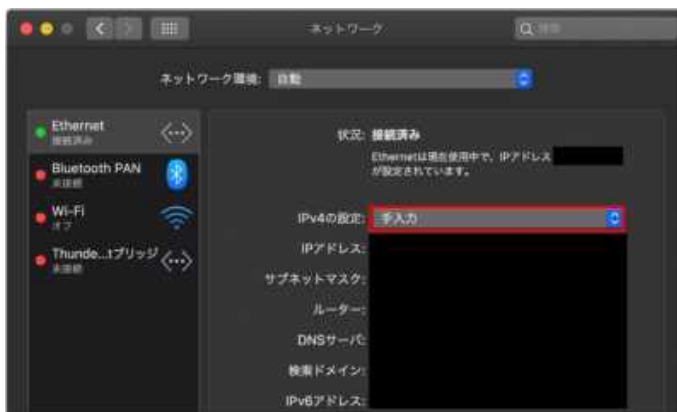 ネットワーク
検索
ネットワーク環境: 自動
Ethernet
接続済み
Bluetooth PAN
未接続
Wi-Fi
オフ
Thunde...tブリッジ
未接続
状況: 接続済み
Ethernetは現在使用中で、IPアドレス
が設定されています。
IPv4の設定: 手入力
IPアドレス:
サブネットマスク:
ルーター:
DNSサーバ:
検索ドメイン:
IPv6アドレス: